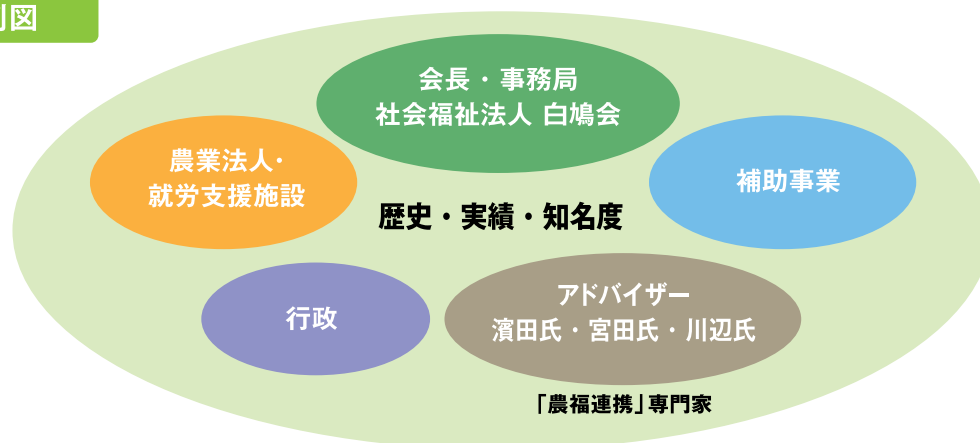 図
会長・事務局
社会福祉法人 白鳩会
農業法人・
就労支援施設
補助事業
歴史・実績・知名度
行政
アドバイザー
濱田氏・宮田氏・川辺氏
「農福連携」専門家